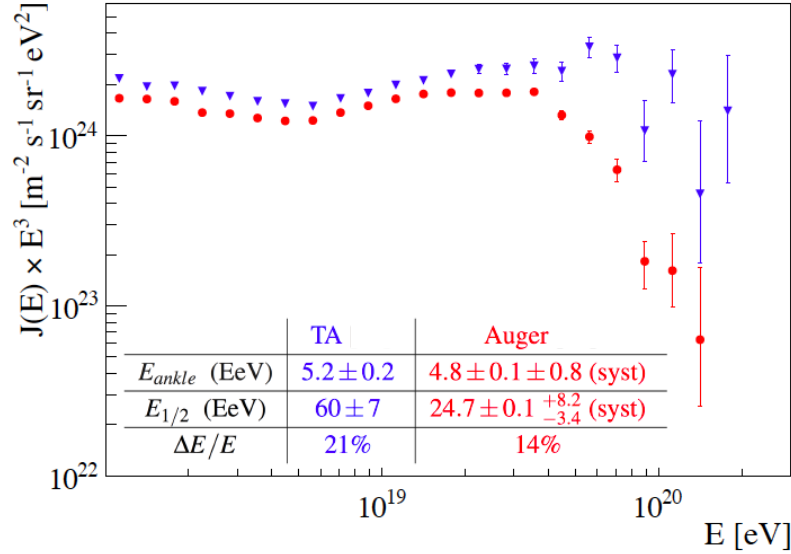 J(E) × E³ [m⁻² s⁻¹ sr⁻¹ eV²]
10²⁴
10²³
10²²
TA Auger
E_ankle (EeV) 5.2 ± 0.2 4.8 ± 0.1 ± 0.8 (syst)
E_1/2 (EeV) 60 ± 7 24.7 ± 0.1 +8.2 −3.4 (syst)
ΔE/E 21% 14%
10¹⁹ 10²⁰
E [eV]